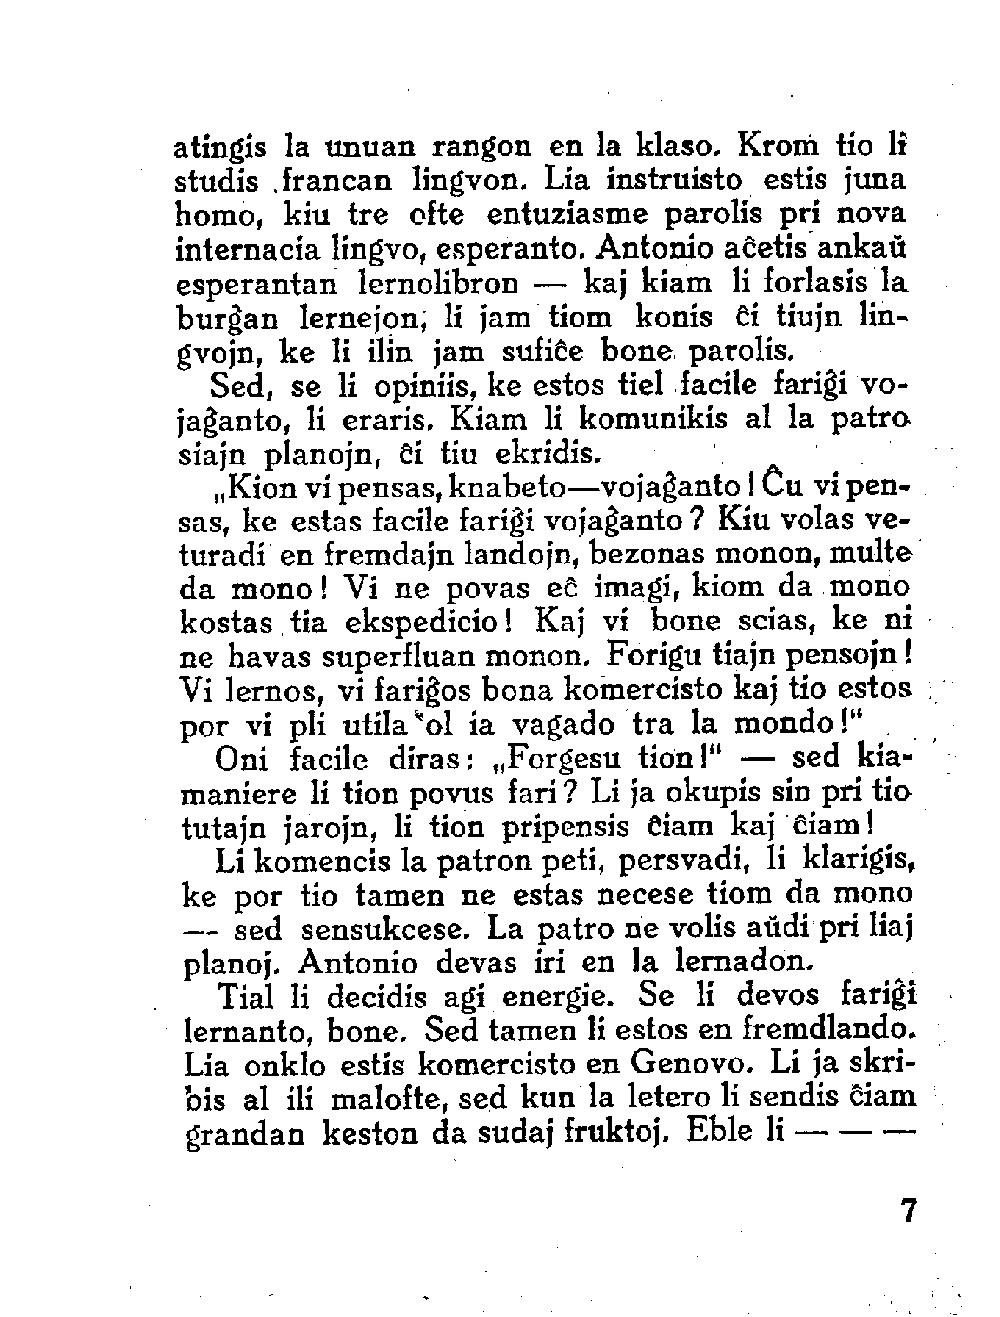 atingis la unuan rangon en la klaso. Krom tio li
studis francan lingvon. Lia instruisto estis juna
homo, kiu tre ofte entuziasme parolis pri nova
internacia lingvo, esperanto. Antonio aĉetis ankaŭ
esperantan lernolibron — kaj kiam li forlasis la
burĝan lernejon, li jam tiom konis ĉi tiujn lin-
gvojn, ke li ilin jam sufiĉe bone parolis.
Sed, se li opiniis, ke estos tiel facile fariĝi vo-
jaĝanto, li eraris. Kiam li komunikis al la patro
siajn planojn, ĉi tiu ekridis.
„Kion vi pensas, knabeto—vojaĝanto! Ĉu vi pen-
sas, ke estas facile fariĝi vojaĝanto? Kiu volas ve-
turadi en fremdajn landojn, bezonas monon, multe
da mono! Vi ne povas eĉ imagi, kiom da mono
kostas tia ekspedicio! Kaj vi bone scias, ke ni
ne havas superfluan monon. Forigu tiajn pensojn!
Vi lernos, vi fariĝos bona komercisto kaj tio estos
por vi pli utila ol ia vagado tra la mondo!“
Oni facile diras: „Forgesu tion!“ — sed kia-
maniere li tion povus fari? Li ja okupis sin pri tio
tutajn jarojn, li tion pripensis ĉiam kaj ĉiam!
Li komencis la patron peti, persvadi, li klarigis,
ke por tio tamen ne estas necese tiom da mono
— sed sensukcese. La patro ne volis aŭdi pri liaj
planoj. Antonio devas iri en la lernadon.
Tial li decidis agi energie. Se li devos fariĝi
lernanto, bone. Sed tamen li estos en fremdlando.
Lia onklo estis komercisto en Genovo. Li ja skri-
bis al ili malofte, sed kun la letero li sendis ĉiam
grandan keston da sudaj fruktoj. Eble li — — —
7